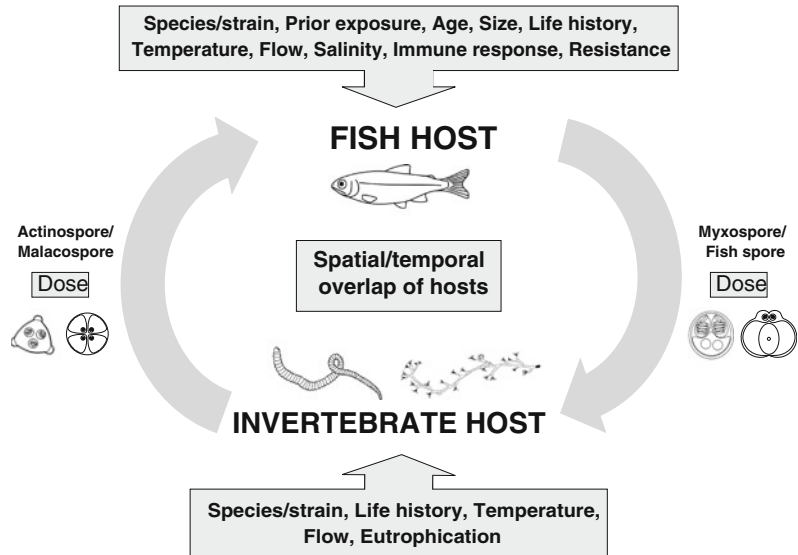 Species/strain, Prior exposure, Age, Size, Life history,
Temperature, Flow, Salinity, Immune response, Resistance
FISH HOST
Actinospore/
Malacospore
Dose
Spatial/temporal
overlap of hosts
Myxospore/
Fish spore
Dose
INVERTEBRATE HOST
Species/strain, Life history, Temperature,
Flow, Eutrophication